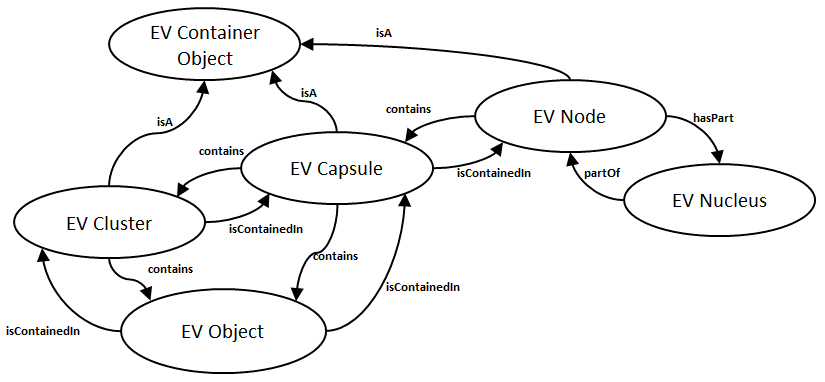 EV Container
Object
isA
EV Node
isA
contains
hasPart
isA
contains
EV Capsule
isContainedIn
partOf
EV Nucleus
EV Cluster
isContainedIn
contains
contains
isContainedIn
isContainedIn
EV Object